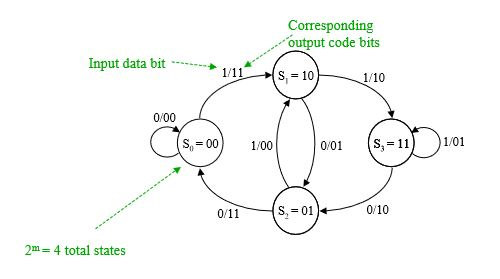 Corresponding
output code bits
Input data bit
1/11
S₁ = 10
1/10
0/00
S₀ = 00
1/00
0/01
S₃ = 11
1/01
0/11
S₂ = 01
0/10
2ᵐ = 4 total states